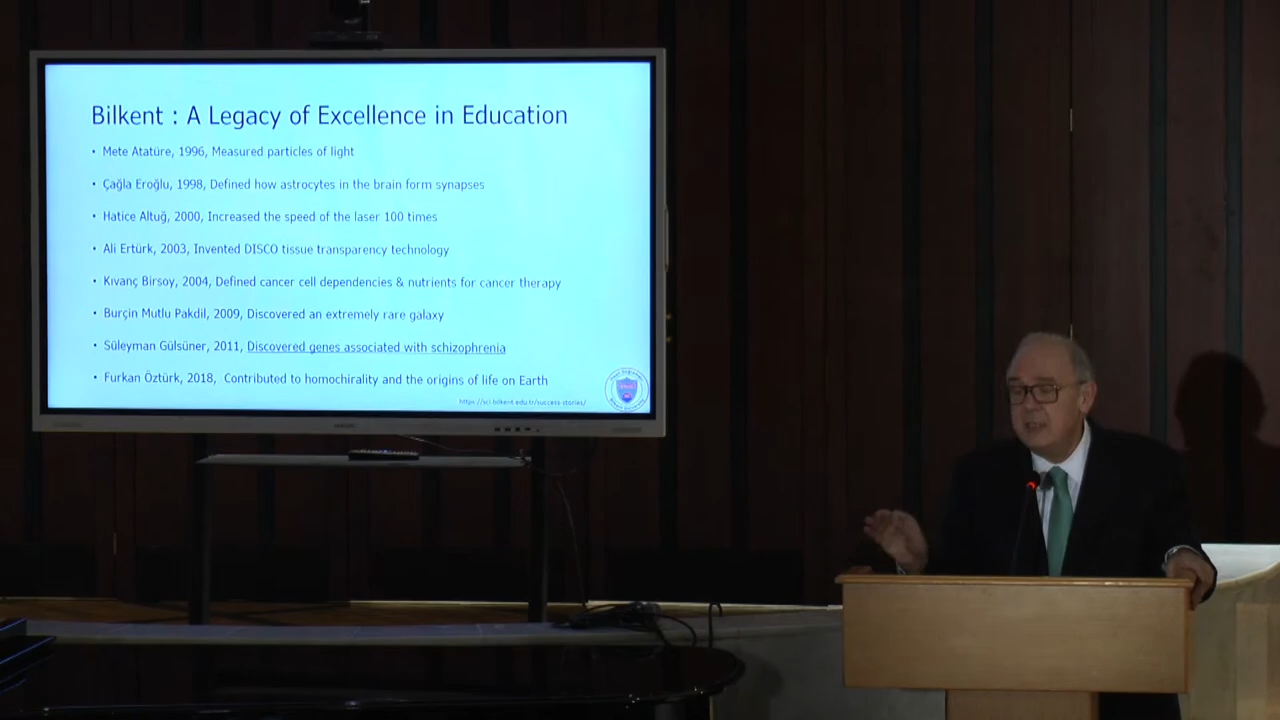 Bilkent : A Legacy of Excellence in Education
• Mete Atatüre, 1996, Measured particles of light
• Çağla Eroğlu, 1998, Defined how astrocytes in the brain form synapses
• Hatice Altuğ, 2000, Increased the speed of the laser 100 times
• Ali Ertürk, 2003, Invented DISCO tissue transparency technology
• Kıvanç Birsoy, 2004, Defined cancer cell dependencies & nutrients for cancer therapy
• Burçin Mutlu Pakdil, 2009, Discovered an extremely rare galaxy
• Süleyman Gülsüner, 2011, Discovered genes associated with schizophrenia
• Furkan Öztürk, 2018, Contributed to homochirality and the origins of life on Earth
https://sci.bilkent.edu.tr/success-stories/